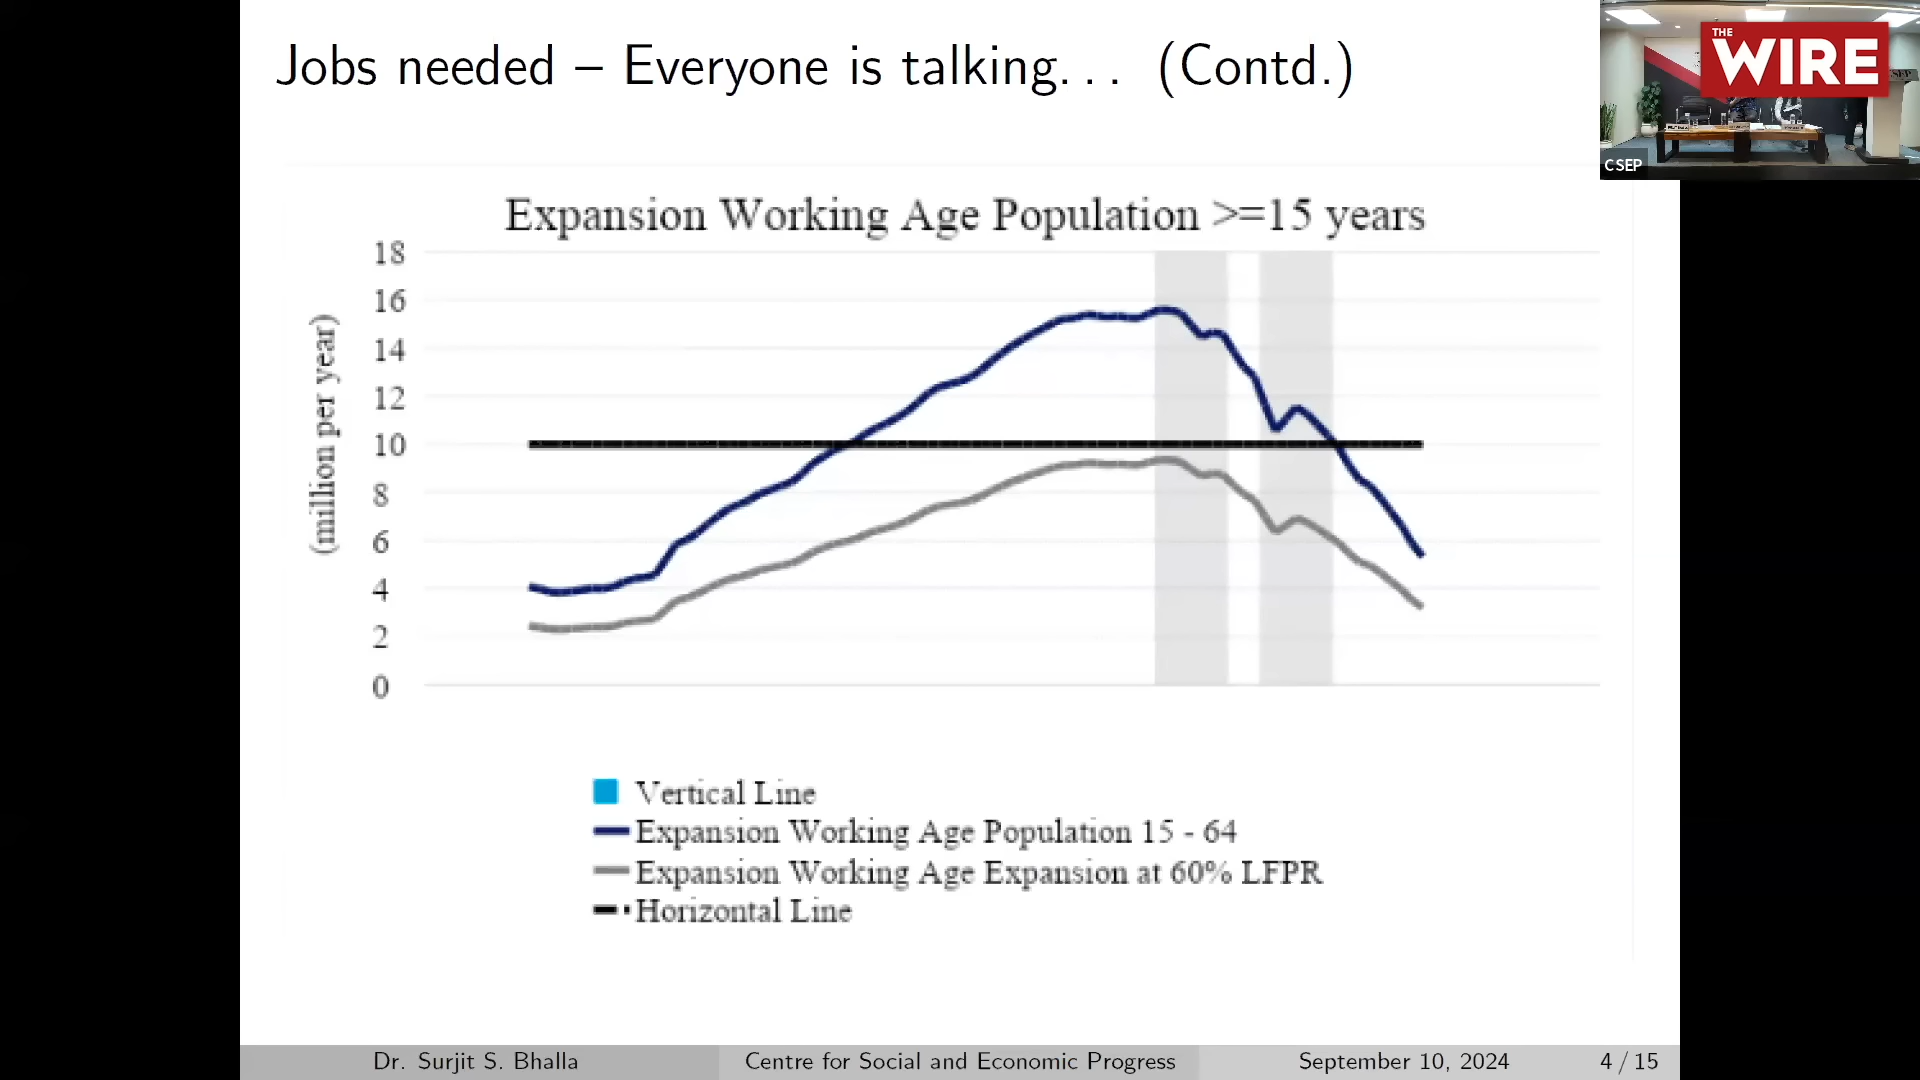 Jobs needed – Everyone is talking... (Contd.)
THE
WIRE
CSEP
Expansion Working Age Population >=15 years
(million per year)
18
16
14
12
10
8
6
4
2
0
Vertical Line
Expansion Working Age Population 15 - 64
Expansion Working Age Expansion at 60% LFPR
Horizontal Line
Dr. Surjit S. Bhalla
Centre for Social and Economic Progress
September 10, 2024
4 / 15